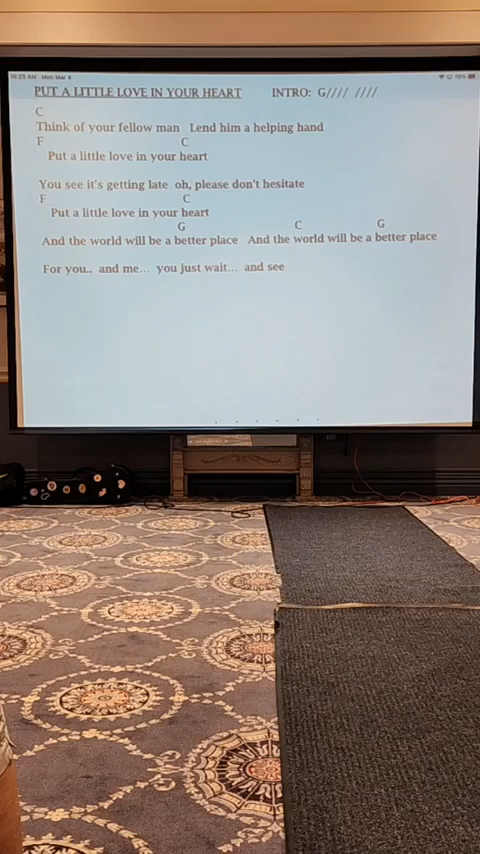 10:25 AM Mon Mar 4 76%
PUT A LITTLE LOVE IN YOUR HEART INTRO: G//// ////
C
Think of your fellow man Lend him a helping hand
F C
Put a little love in your heart
You see it's getting late oh, please don't hesitate
F C
Put a little love in your heart
G C G
And the world will be a better place And the world will be a better place
For you.. and me... you just wait... and see